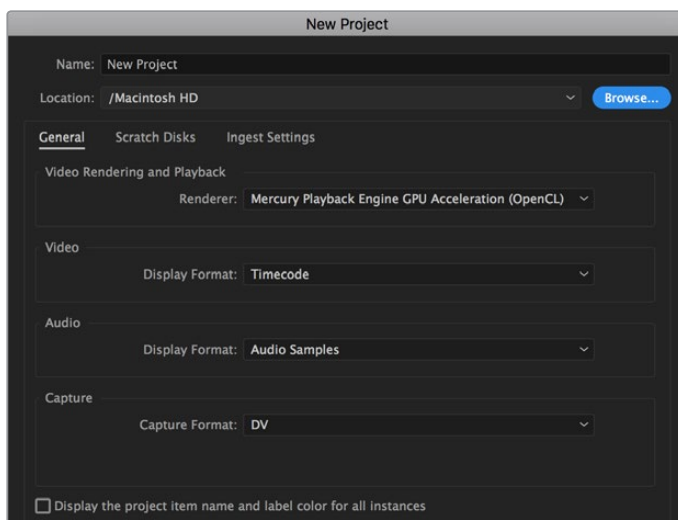 New Project
Name: New Project
Location: /Macintosh HD Browse...
General Scratch Disks Ingest Settings
Video Rendering and Playback
Renderer: Mercury Playback Engine GPU Acceleration (OpenCL)
Video
Display Format: Timecode
Audio
Display Format: Audio Samples
Capture
Capture Format: DV
Display the project item name and label color for all instances